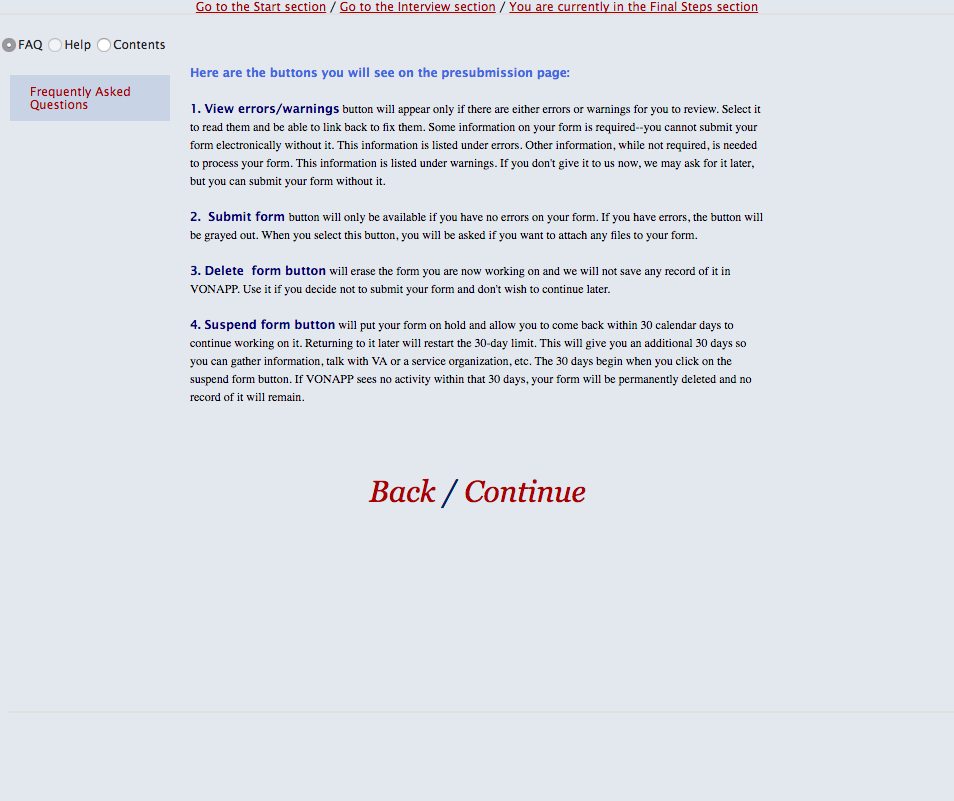 Go to the Start section / Go to the Interview section / You are currently in the Final Steps section
FAQ Help Contents
Frequently Asked
Questions
Here are the buttons you will see on the presubmission page:
1. View errors/warnings button will appear only if there are either errors or warnings for you to review. Select it
to read them and be able to link back to fix them. Some information on your form is required--you cannot submit your
form electronically without it. This information is listed under errors. Other information, while not required, is needed
to process your form. This information is listed under warnings. If you don't give it to us now, we may ask for it later,
but you can submit your form without it.
2.  Submit form button will only be available if you have no errors on your form. If you have errors, the button will
be grayed out. When you select this button, you will be asked if you want to attach any files to your form.
3. Delete  form button will erase the form you are now working on and we will not save any record of it in
VONAPP. Use it if you decide not to submit your form and don't wish to continue later.
4. Suspend form button will put your form on hold and allow you to come back within 30 calendar days to
continue working on it. Returning to it later will restart the 30-day limit. This will give you an additional 30 days so
you can gather information, talk with VA or a service organization, etc. The 30 days begin when you click on the
suspend form button. If VONAPP sees no activity within that 30 days, your form will be permanently deleted and no
record of it will remain.
Back / Continue